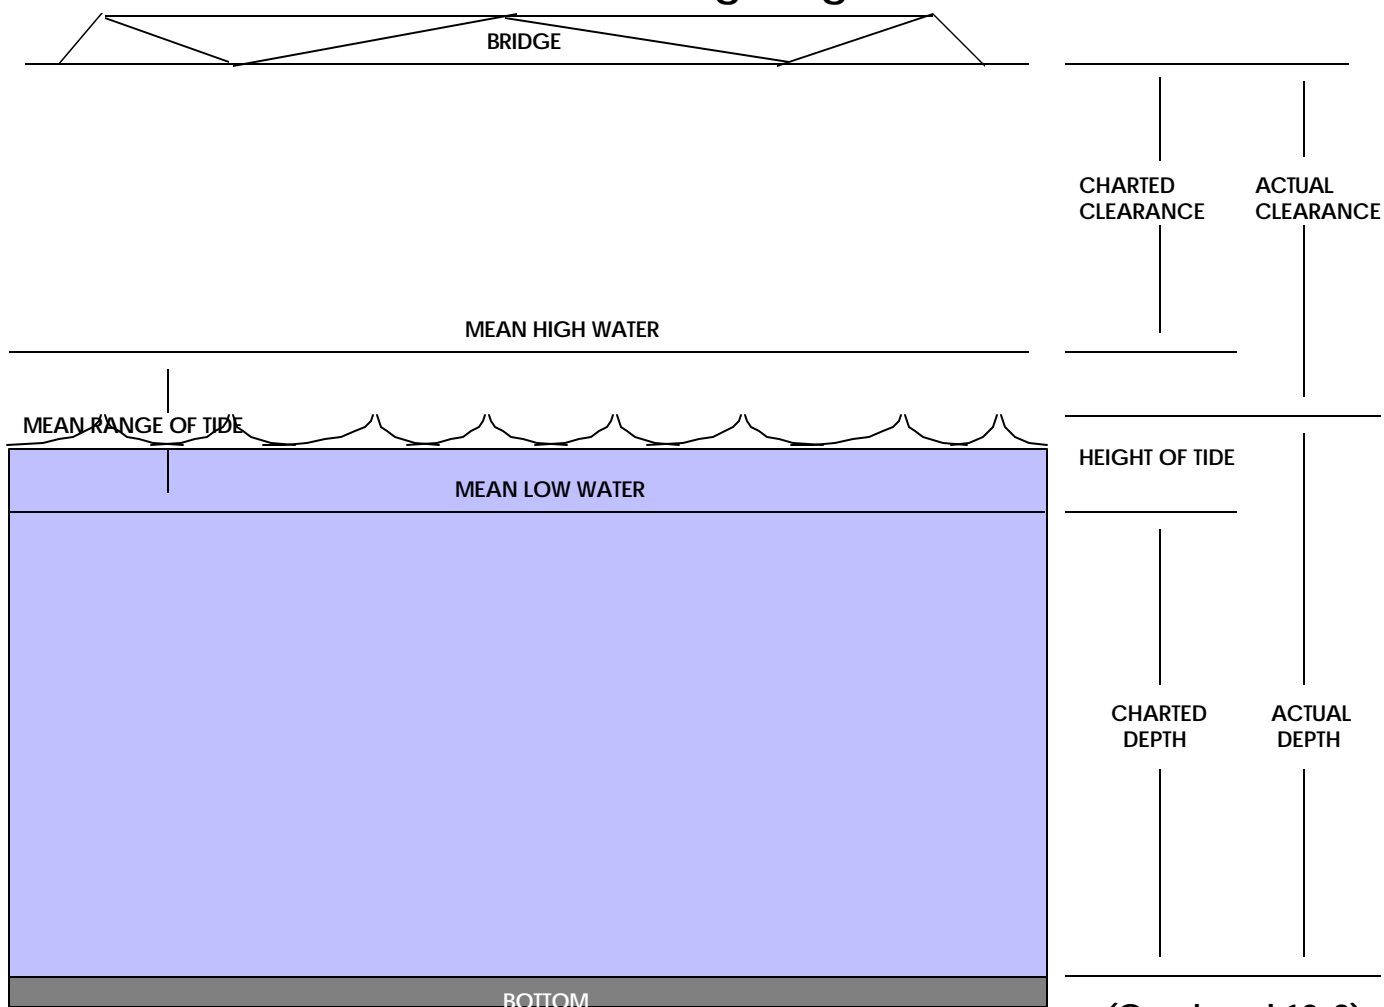 BRIDGE
CHARTED
CLEARANCE
ACTUAL
CLEARANCE
MEAN HIGH WATER
MEAN RANGE OF TIDE
HEIGHT OF TIDE
MEAN LOW WATER
CHARTED
DEPTH
ACTUAL
DEPTH
BOTTOM